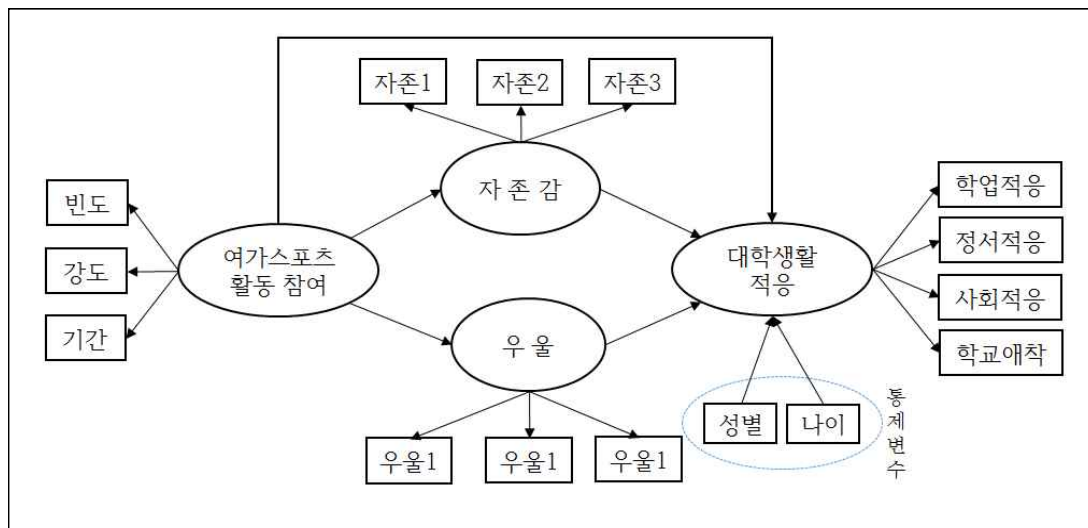 자존1
자존2
자존3
자 존 감
빈도
강도
기간
여가스포츠
활동 참여
대학생활
적응
학업적응
정서적응
사회적응
학교애착
우 울
우울1
우울1
우울1
성별
나이
통
제
변
수